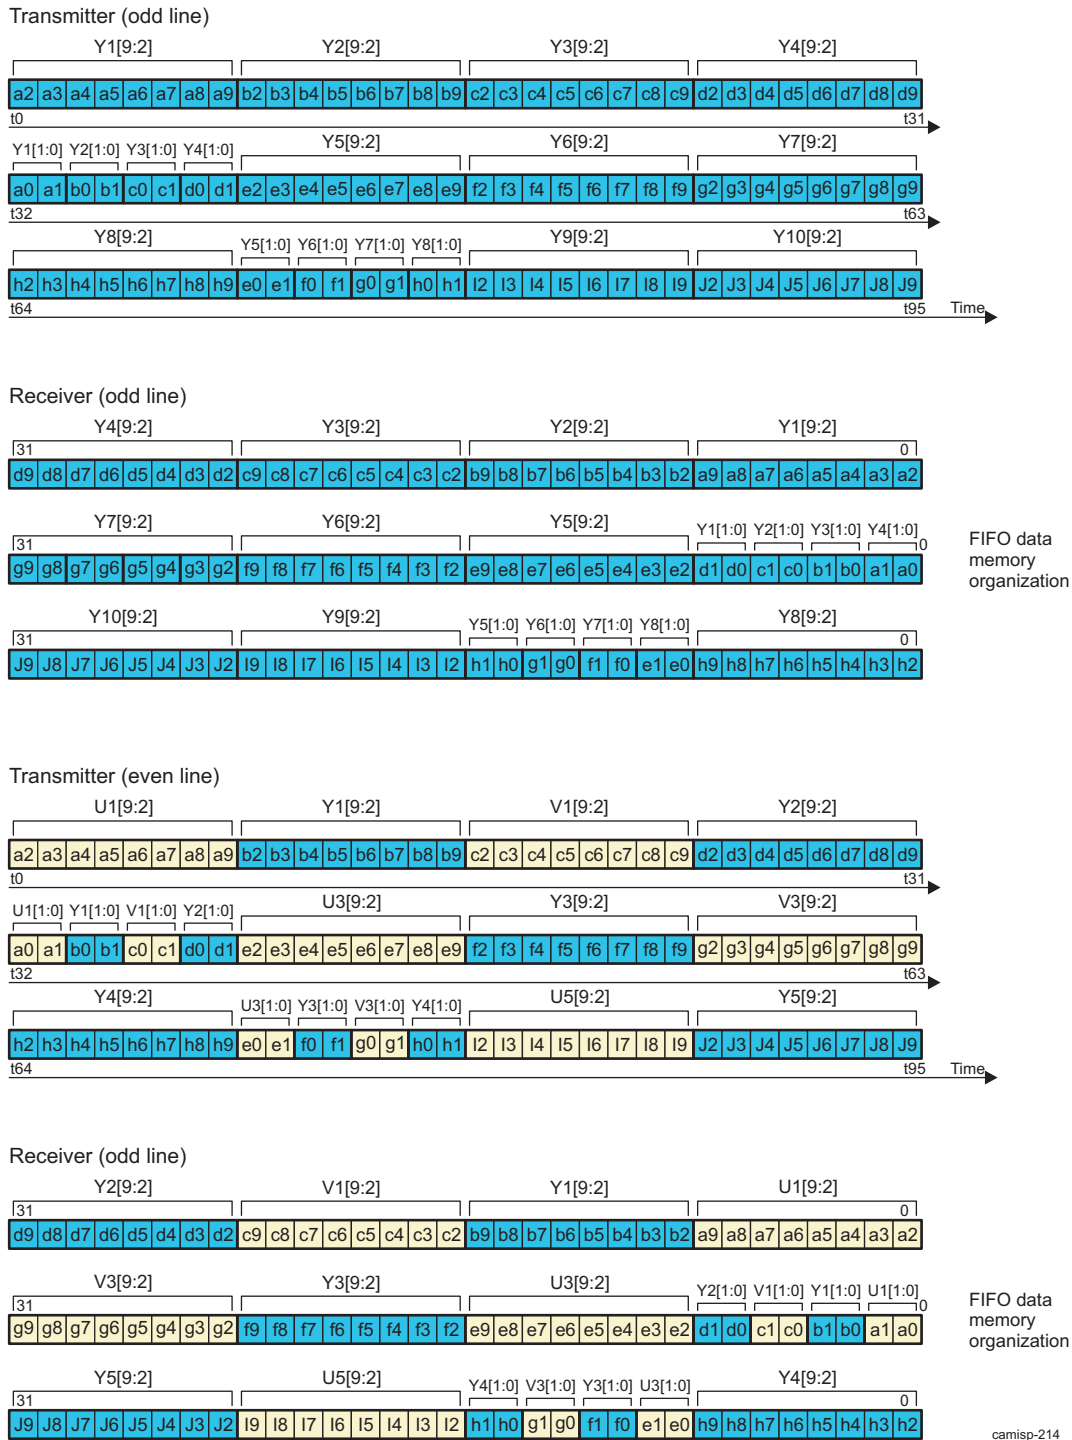 Transmitter (odd line)
Y1[9:2] Y2[9:2] Y3[9:2] Y4[9:2]
a2 a3 a4 a5 a6 a7 a8 a9 b2 b3 b4 b5 b6 b7 b8 b9 c2 c3 c4 c5 c6 c7 c8 c9 d2 d3 d4 d5 d6 d7 d8 d9
t0 t31
Y1[1:0] Y2[1:0] Y3[1:0] Y4[1:0] Y5[9:2] Y6[9:2] Y7[9:2]
a0 a1 b0 b1 c0 c1 d0 d1 e2 e3 e4 e5 e6 e7 e8 e9 f2 f3 f4 f5 f6 f7 f8 f9 g2 g3 g4 g5 g6 g7 g8 g9
t32 t63
Y8[9:2] Y5[1:0] Y6[1:0] Y7[1:0] Y8[1:0] Y9[9:2] Y10[9:2]
h2 h3 h4 h5 h6 h7 h8 h9 e0 e1 f0 f1 g0 g1 h0 h1 I2 I3 I4 I5 I6 I7 I8 I9 J2 J3 J4 J5 J6 J7 J8 J9
t64 t95 Time
Receiver (odd line)
Y4[9:2] Y3[9:2] Y2[9:2] Y1[9:2]
31 0
d9 d8 d7 d6 d5 d4 d3 d2 c9 c8 c7 c6 c5 c4 c3 c2 b9 b8 b7 b6 b5 b4 b3 b2 a9 a8 a7 a6 a5 a4 a3 a2
Y7[9:2] Y6[9:2] Y5[9:2] Y1[1:0] Y2[1:0] Y3[1:0] Y4[1:0]
31 0
g9 g8 g7 g6 g5 g4 g3 g2 f9 f8 f7 f6 f5 f4 f3 f2 e9 e8 e7 e6 e5 e4 e3 e2 d1 d0 c1 c0 b1 b0 a1 a0
FIFO data
memory
organization
Y10[9:2] Y9[9:2] Y5[1:0] Y6[1:0] Y7[1:0] Y8[1:0] Y8[9:2]
31 0
J9 J8 J7 J6 J5 J4 J3 J2 I9 I8 I7 I6 I5 I4 I3 I2 h1 h0 g1 g0 f1 f0 e1 e0 h9 h8 h7 h6 h5 h4 h3 h2
Transmitter (even line)
U1[9:2] Y1[9:2] V1[9:2] Y2[9:2]
a2 a3 a4 a5 a6 a7 a8 a9 b2 b3 b4 b5 b6 b7 b8 b9 c2 c3 c4 c5 c6 c7 c8 c9 d2 d3 d4 d5 d6 d7 d8 d9
t0 t31
U1[1:0] Y1[1:0] V1[1:0] Y2[1:0] U3[9:2] Y3[9:2] V3[9:2]
a0 a1 b0 b1 c0 c1 d0 d1 e2 e3 e4 e5 e6 e7 e8 e9 f2 f3 f4 f5 f6 f7 f8 f9 g2 g3 g4 g5 g6 g7 g8 g9
t32 t63
Y4[9:2] U3[1:0] Y3[1:0] V3[1:0] Y4[1:0] U5[9:2] Y5[9:2]
h2 h3 h4 h5 h6 h7 h8 h9 e0 e1 f0 f1 g0 g1 h0 h1 I2 I3 I4 I5 I6 I7 I8 I9 J2 J3 J4 J5 J6 J7 J8 J9
t64 t95 Time
Receiver (odd line)
Y2[9:2] V1[9:2] Y1[9:2] U1[9:2]
31 0
d9 d8 d7 d6 d5 d4 d3 d2 c9 c8 c7 c6 c5 c4 c3 c2 b9 b8 b7 b6 b5 b4 b3 b2 a9 a8 a7 a6 a5 a4 a3 a2
V3[9:2] Y3[9:2] U3[9:2] Y2[1:0] V1[1:0] Y1[1:0] U1[1:0]
31 0
g9 g8 g7 g6 g5 g4 g3 g2 f9 f8 f7 f6 f5 f4 f3 f2 e9 e8 e7 e6 e5 e4 e3 e2 d1 d0 c1 c0 b1 b0 a1 a0
FIFO data
memory
organization
Y5[9:2] U5[9:2] Y4[1:0] V3[1:0] Y3[1:0] U3[1:0] Y4[9:2]
31 0
J9 J8 J7 J6 J5 J4 J3 J2 I9 I8 I7 I6 I5 I4 I3 I2 h1 h0 g1 g0 f1 f0 e1 e0 h9 h8 h7 h6 h5 h4 h3 h2
camisp-214